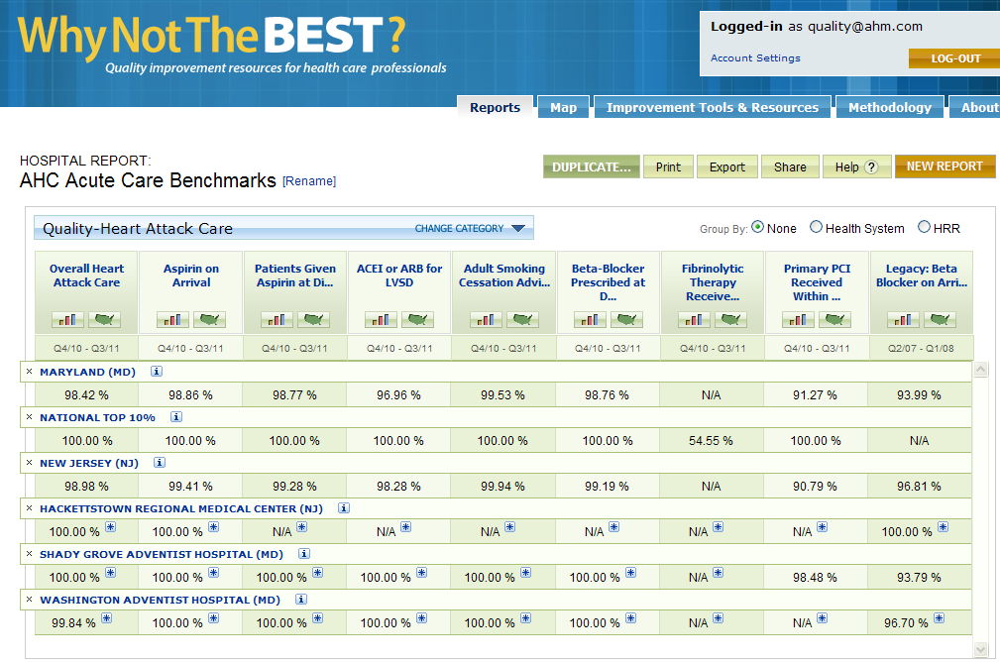 Why Not The BEST?
Quality improvement resources for health care professionals
Logged-in as quality@ahm.com
Account Settings
LOG-OUT
Reports Map Improvement Tools & Resources Methodology About
HOSPITAL REPORT:
AHC Acute Care Benchmarks [Rename]
DUPLICATE... Print Export Share Help ? NEW REPORT
Quality-Heart Attack Care CHANGE CATEGORY
Group By: None Health System HRR
Overall Heart Aspirin on Patients Given ACEI or ARB for Adult Smoking Beta-Blocker Fibrinolytic Primary PCI Legacy: Beta
Attack Care Arrival Aspirin at Di... LVSD Cessation Advi... Prescribed at Therapy Received Blocker on Arri...
D... Receive... Within ...
Q4/10 - Q3/11 Q4/10 - Q3/11 Q4/10 - Q3/11 Q4/10 - Q3/11 Q4/10 - Q3/11 Q4/10 - Q3/11 Q4/10 - Q3/11 Q4/10 - Q3/11 Q2/07 - Q1/08
× MARYLAND (MD) i
98.42 % 98.86 % 98.77 % 96.96 % 99.53 % 98.76 % N/A 91.27 % 93.99 %
× NATIONAL TOP 10% i
100.00 % 100.00 % 100.00 % 100.00 % 100.00 % 100.00 % 54.55 % 100.00 % N/A
× NEW JERSEY (NJ) i
98.98 % 99.41 % 99.28 % 98.28 % 99.94 % 99.19 % N/A 90.79 % 96.81 %
× HACKETTSTOWN REGIONAL MEDICAL CENTER (NJ) i
100.00 % * 100.00 % * N/A * N/A * N/A * N/A * N/A * N/A * 100.00 % *
× SHADY GROVE ADVENTIST HOSPITAL (MD) i
100.00 % * 100.00 % * 100.00 % * 100.00 % * 100.00 % * 100.00 % * N/A * 98.48 % 93.79 %
× WASHINGTON ADVENTIST HOSPITAL (MD) i
99.84 % * 100.00 % * 100.00 % * 100.00 % * 100.00 % * 100.00 % * N/A * N/A * 96.70 % *